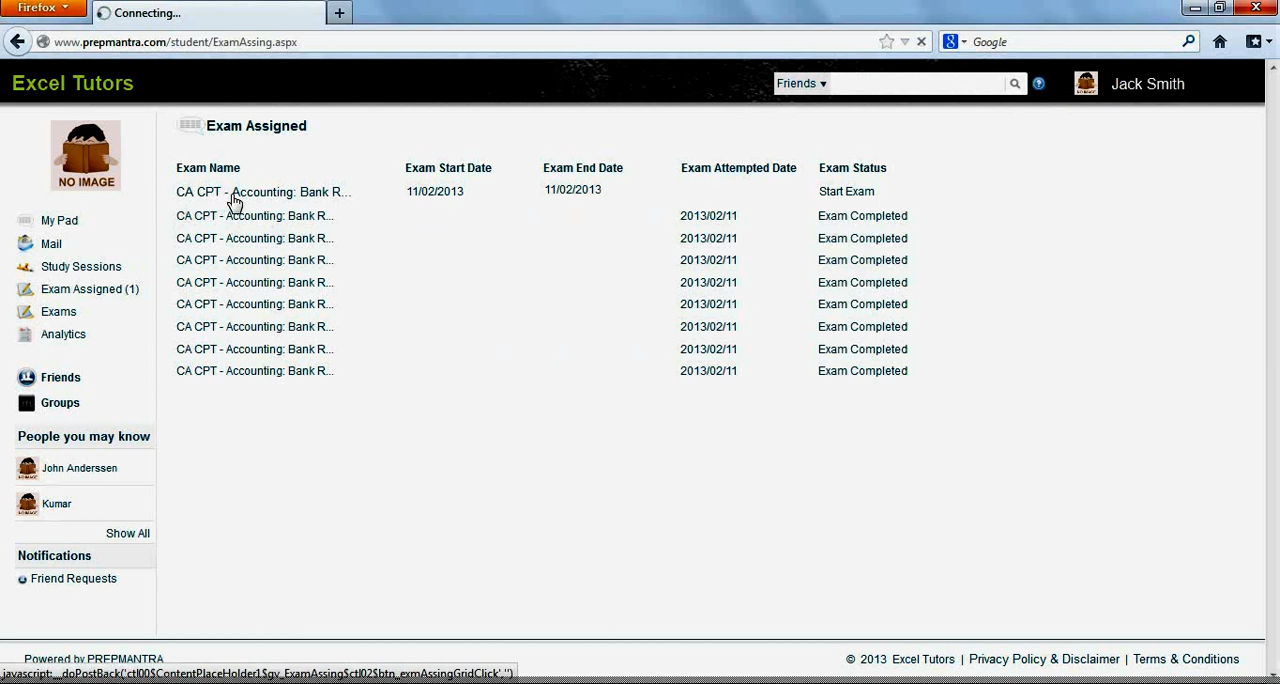 Firefox
Connecting...
www.prepmantra.com/student/ExamAssing.aspx
Google
Excel Tutors
Friends
Jack Smith
NO IMAGE
My Pad
Mail
Study Sessions
Exam Assigned (1)
Exams
Analytics
Friends
Groups
People you may know
John Anderssen
Kumar
Show All
Notifications
Friend Requests
Exam Assigned
Exam Name Exam Start Date Exam End Date Exam Attempted Date Exam Status
CA CPT - Accounting: Bank R... 11/02/2013 11/02/2013 Start Exam
CA CPT - Accounting: Bank R... 2013/02/11 Exam Completed
CA CPT - Accounting: Bank R... 2013/02/11 Exam Completed
CA CPT - Accounting: Bank R... 2013/02/11 Exam Completed
CA CPT - Accounting: Bank R... 2013/02/11 Exam Completed
CA CPT - Accounting: Bank R... 2013/02/11 Exam Completed
CA CPT - Accounting: Bank R... 2013/02/11 Exam Completed
CA CPT - Accounting: Bank R... 2013/02/11 Exam Completed
CA CPT - Accounting: Bank R... 2013/02/11 Exam Completed
Powered by PREPMANTRA
© 2013 Excel Tutors | Privacy Policy & Disclaimer | Terms & Conditions
javascript:__doPostBack('ctl00$ContentPlaceHolder1$gv_ExamAssing$ctl02$btn_exmAssingGridClick','')